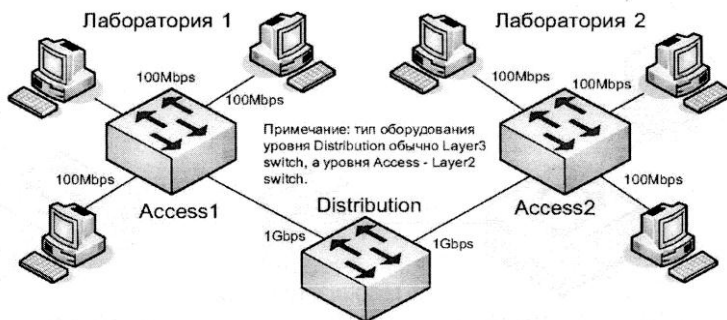 Лаборатория 1
Лаборатория 2
100Mbps
100Mbps
100Mbps
100Mbps
Примечание: тип оборудования
уровня Distribution обычно Layer3
switch, а уровня Access - Layer2
switch.
100Mbps
100Mbps
Access1
Distribution
Access2
1Gbps
1Gbps